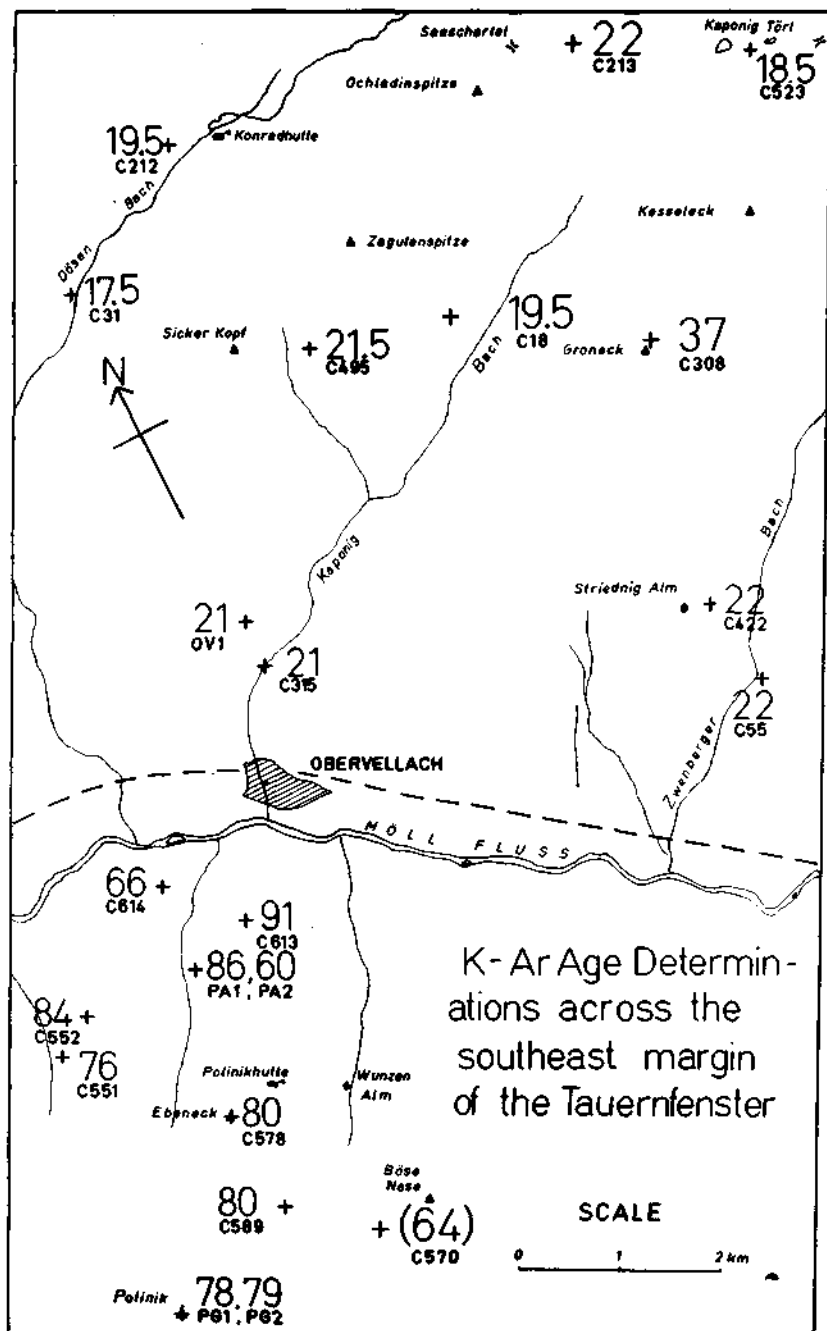 Seeschartel
22
C213
Kaponig Törl
18.5
C523
Ochladinspitze
19.5
C212
Konradhutte
Dösen Bach
Kesseleck
Zagutenspitze
17.5
C31
Sicker Kopf
21.5
C495
19.5
C18
Groneck
37
C308
N
Kaponig Bach
Striednig Alm
22
C422
21
OV1
21
C315
22
C55
Zwenberger Bach
OBERVELLACH
MÖLL FLUSS
66
C614
91
C613
86, 60
PA1, PA2
84
C552
76
C551
K-Ar Age Determin-
ations across the
southeast margin
of the Tauernfenster
Polinikhutte
Wunzen
Alm
Ebeneck
80
C578
Böse
Nase
80
C589
(64)
C570
SCALE
0 1 2 km
Polinik
78,79
PG1, PG2